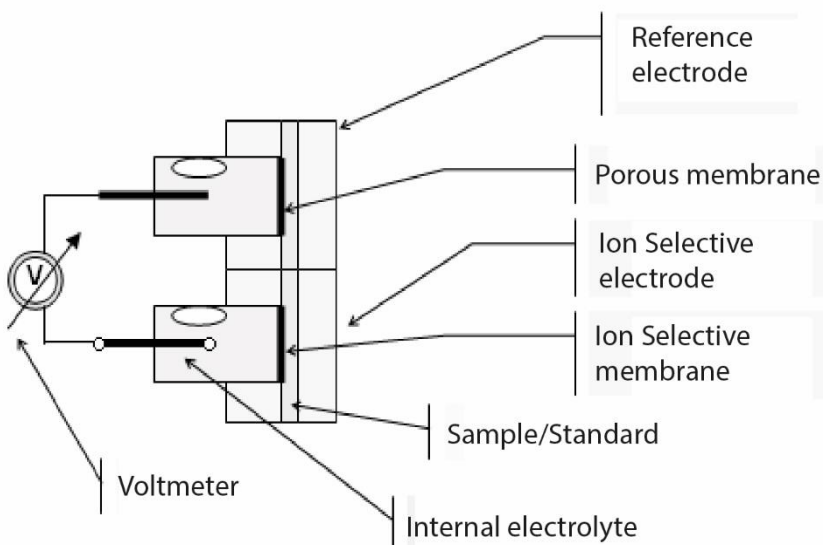 Reference
electrode
Porous membrane
Ion Selective
electrode
Ion Selective
membrane
V
Sample/Standard
Voltmeter
Internal electrolyte